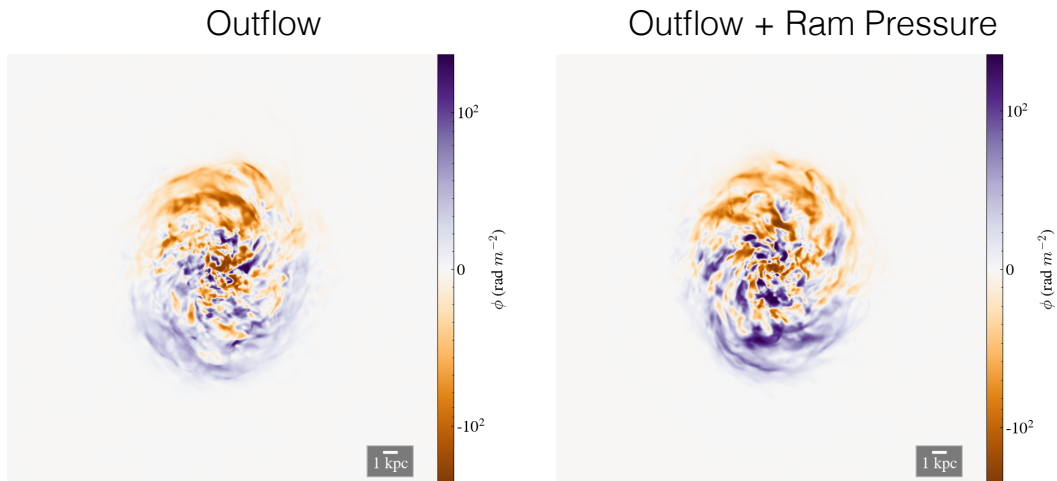 Outflow
Outflow + Ram Pressure
10²
0
-10²
ϕ (rad m⁻²)
1 kpc
10²
0
-10²
ϕ (rad m⁻²)
1 kpc